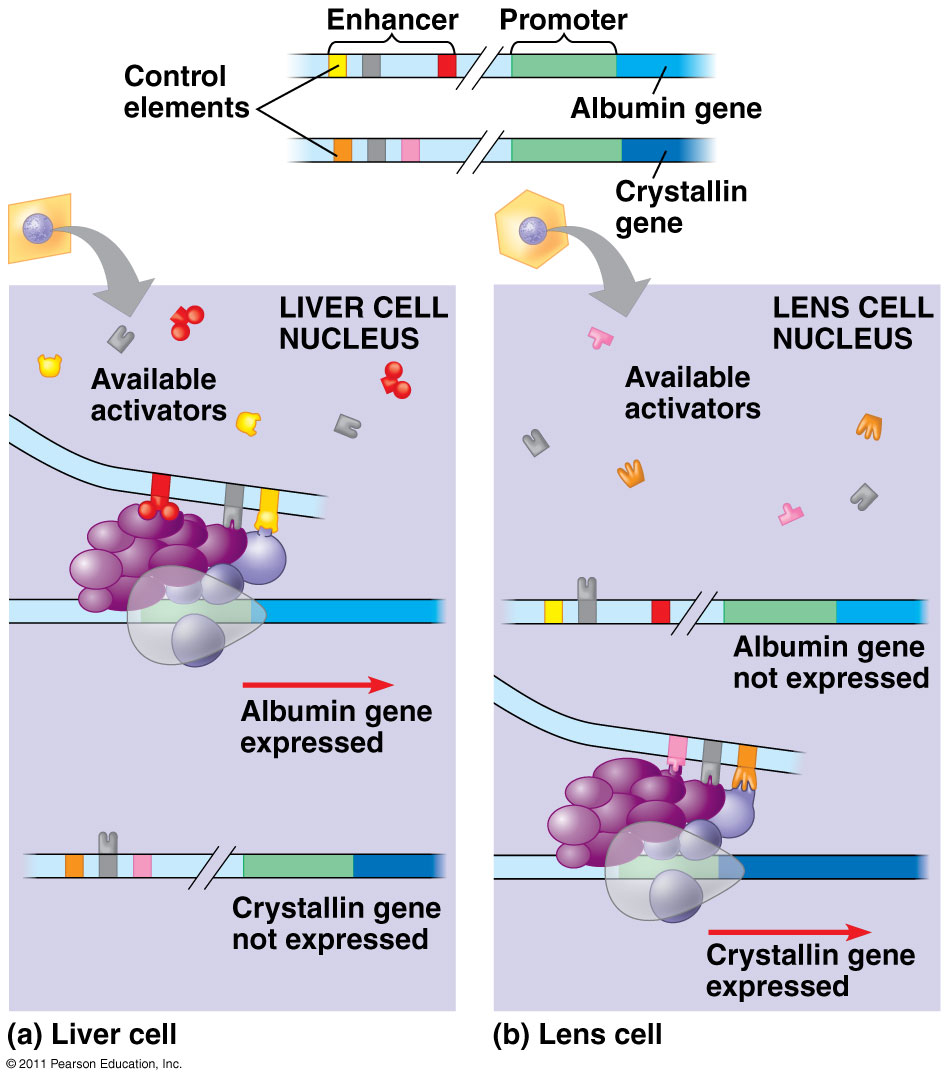 Enhancer
Promoter
Control
elements
Albumin gene
Crystallin
gene
LIVER CELL
NUCLEUS
Available
activators
Albumin gene
expressed
Crystallin gene
not expressed
(a) Liver cell
LENS CELL
NUCLEUS
Available
activators
Albumin gene
not expressed
Crystallin gene
expressed
(b) Lens cell
© 2011 Pearson Education, Inc.